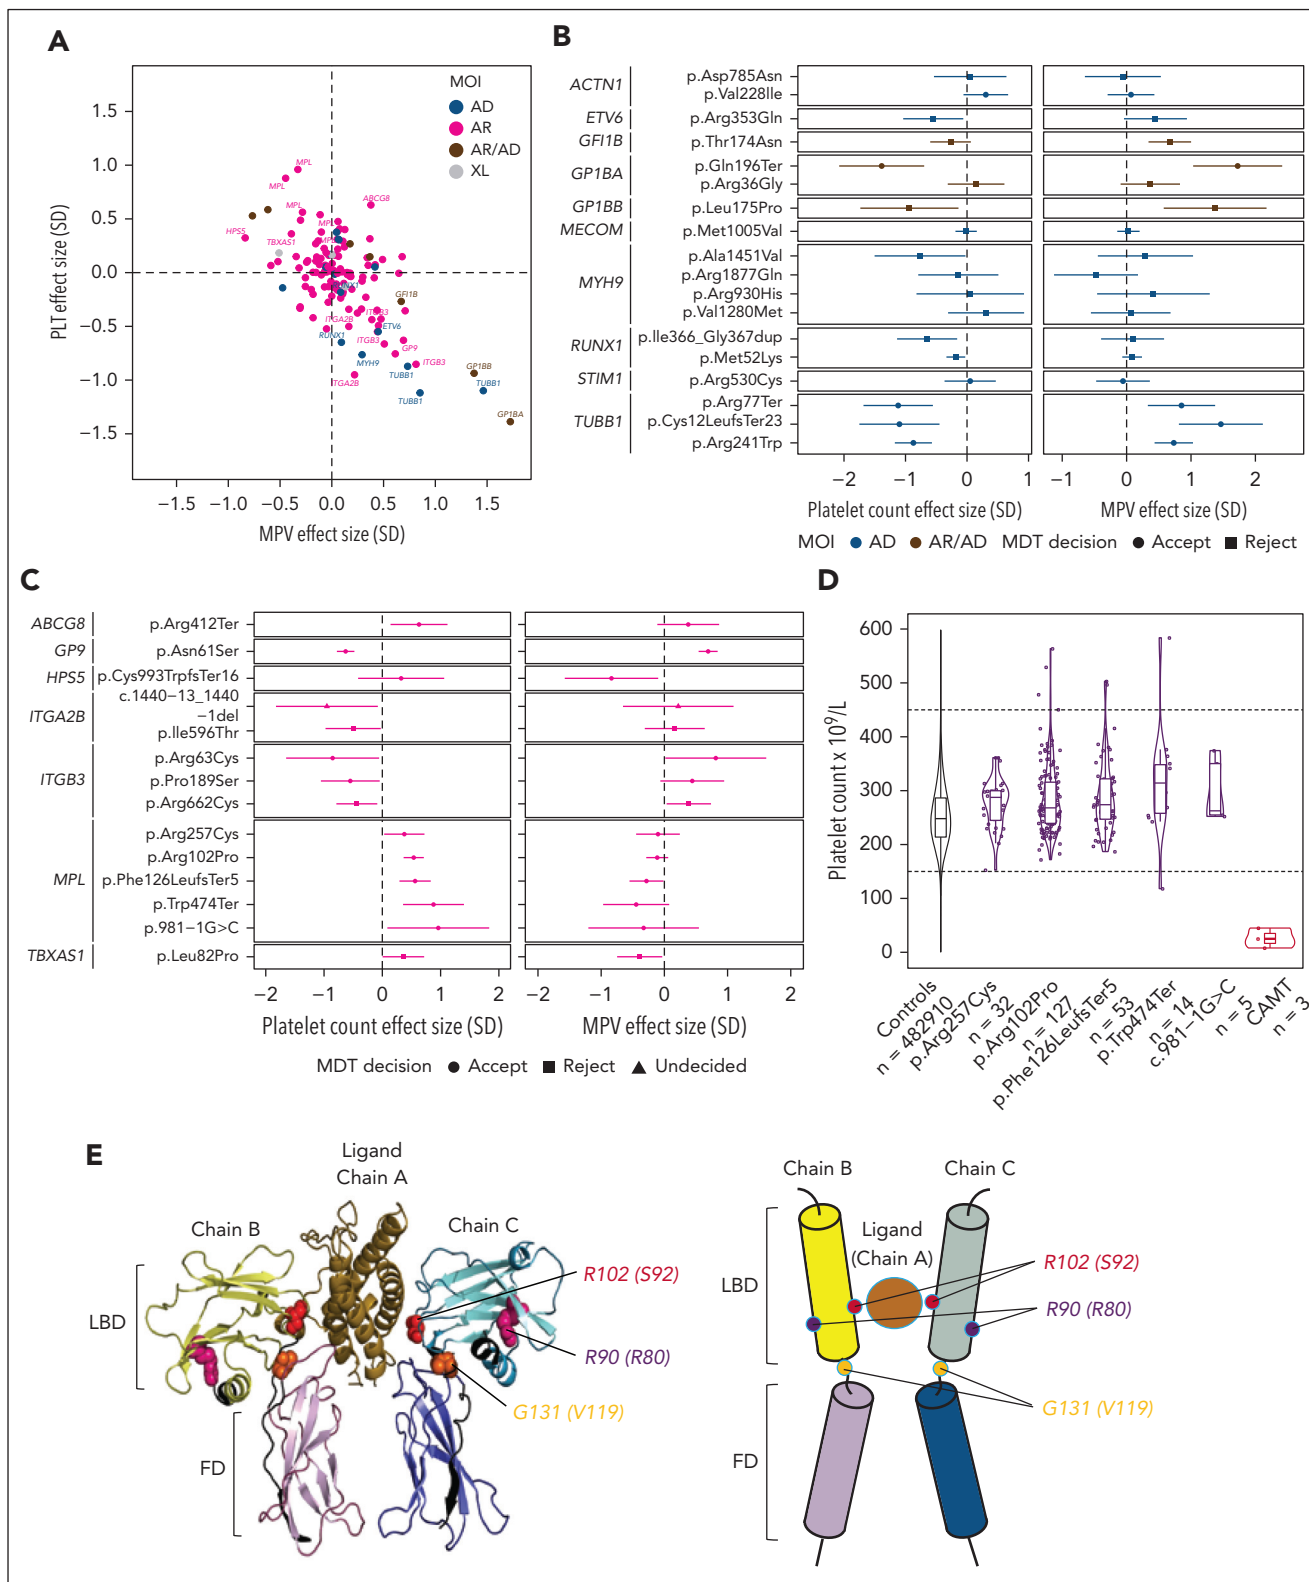 A
MOI
AD
AR
AR/AD
XL
1.5
1.0
0.5
0.0
−0.5
−1.0
−1.5
PLT effect size (SD)
MPL
MPL
MPL
MPL
ABCG8
HPS5
TBXAS1
GFI1B
ITGA2B
ITGB3
RUNX1
ETV6
ITGB3
GP9
MYH9
ITGB3
TUBB1
ITGA2B
GP1BB
TUBB1
TUBB1
GP1BA
−1.5
−1.0
−0.5
0.0
0.5
1.0
1.5
MPV effect size (SD)
B
ACTN1
p.Asp785Asn
p.Val228Ile
ETV6
p.Arg353Gln
GFI1B
p.Thr174Asn
GP1BA
p.Gln196Ter
p.Arg36Gly
GP1BB
p.Leu175Pro
MECOM
p.Met1005Val
MYH9
p.Ala1451Val
p.Arg1877Gln
p.Arg930His
p.Val1280Met
RUNX1
p.Ile366_Gly367dup
p.Met52Lys
STIM1
p.Arg530Cys
TUBB1
p.Arg77Ter
p.Cys12LeufsTer23
p.Arg241Trp
−2 −1 0 1
−1 0 1 2
Platelet count effect size (SD)
MPV effect size (SD)
MOI AD AR/AD MDT decision Accept Reject
C
ABCG8
p.Arg412Ter
GP9
p.Asn61Ser
HPS5
p.Cys993TrpfsTer16
ITGA2B
c.1440−13_1440
−1del
p.Ile596Thr
ITGB3
p.Arg63Cys
p.Pro189Ser
p.Arg662Cys
MPL
p.Arg257Cys
p.Arg102Pro
p.Phe126LeufsTer5
p.Trp474Ter
p.981−1G>C
TBXAS1
p.Leu82Pro
−2 −1 0 1 2
−2 −1 0 1 2
Platelet count effect size (SD)
MPV effect size (SD)
MDT decision Accept Reject Undecided
D
Platelet count x 10⁹/L
600
500
400
300
200
100
0
Controls
n = 482910
p.Arg257Cys
n = 32
p.Arg102Pro
n = 127
p.Phe126LeufsTer5
n = 53
p.Trp474Ter
n = 14
c.981−1G>C
n = 5
CAMT
n = 3
E
Ligand
Chain A
Chain B
Chain C
LBD
FD
R102 (S92)
R90 (R80)
G131 (V119)
Chain B
Chain C
Ligand
(Chain A)
LBD
FD
R102 (S92)
R90 (R80)
G131 (V119)